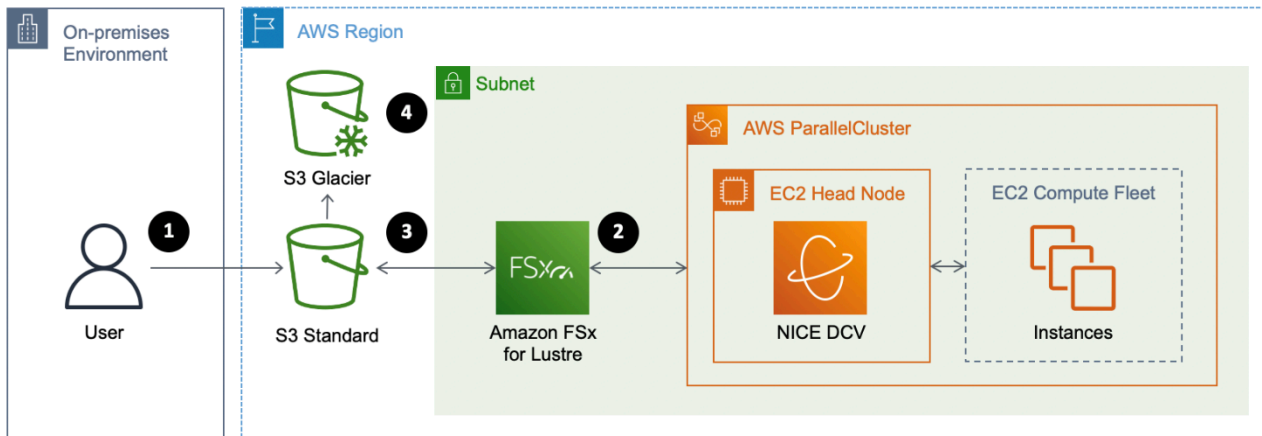 On-premises
Environment
AWS Region
Subnet
4
AWS ParallelCluster
S3 Glacier
EC2 Head Node
EC2 Compute Fleet
1
3
2
FSx
User
S3 Standard
Amazon FSx
for Lustre
NICE DCV
Instances